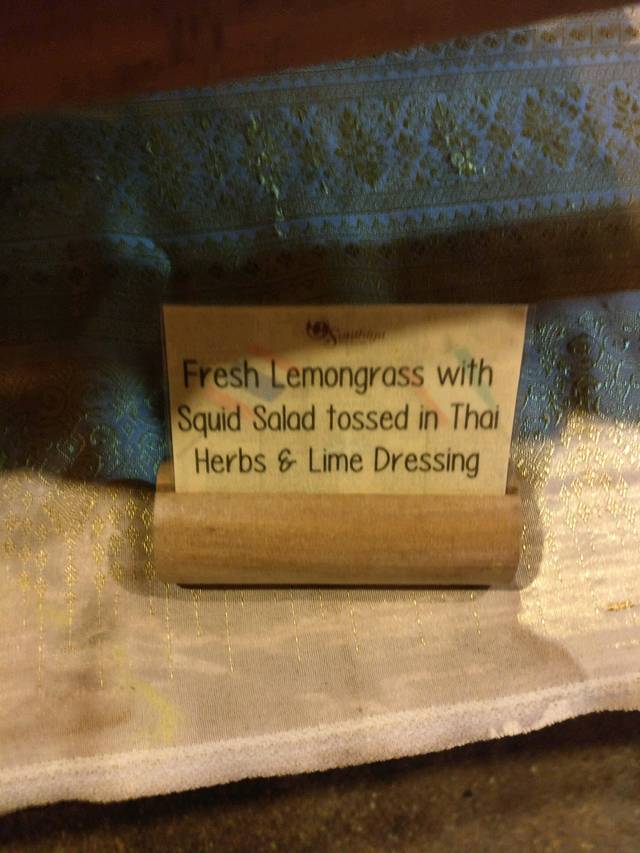 Fresh Lemongrass with
Squid Salad tossed in Thai
Herbs & Lime Dressing